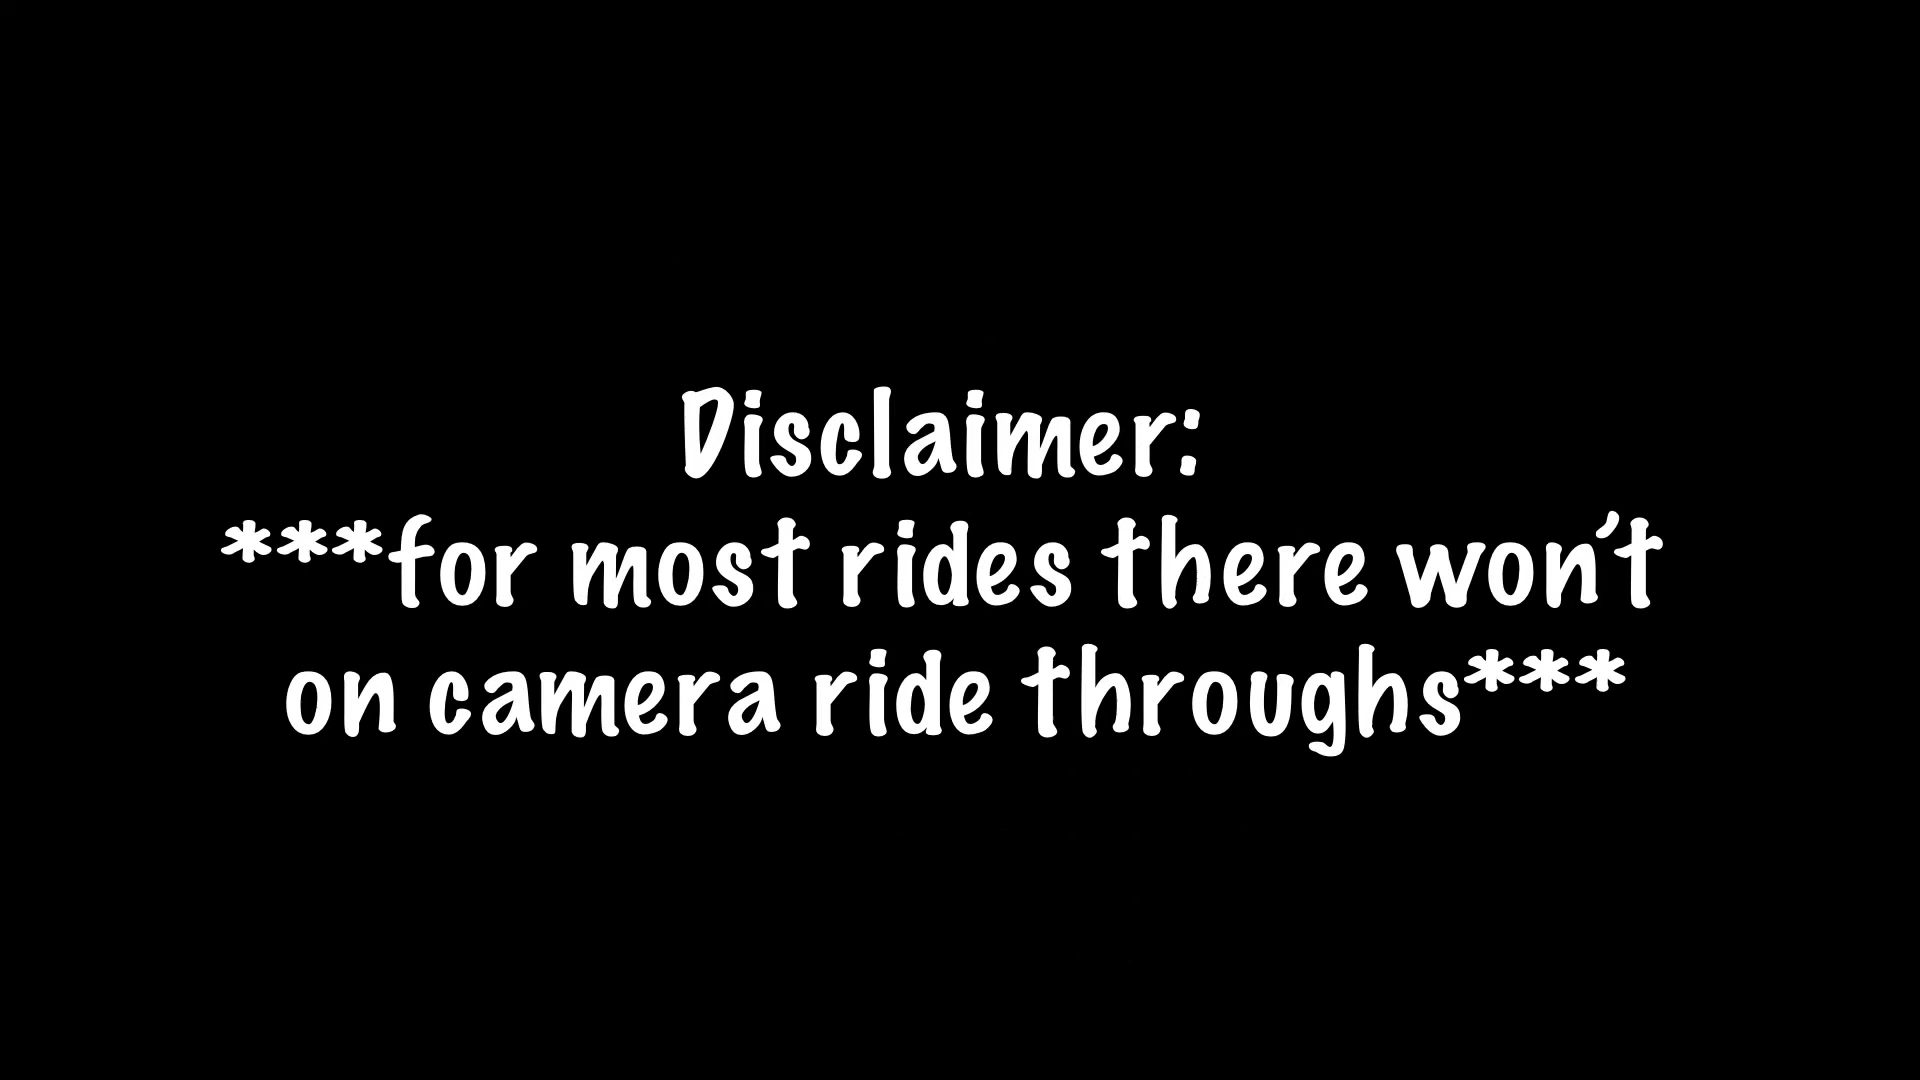 Disclaimer:
***for most rides there won't
on camera ride throughs***